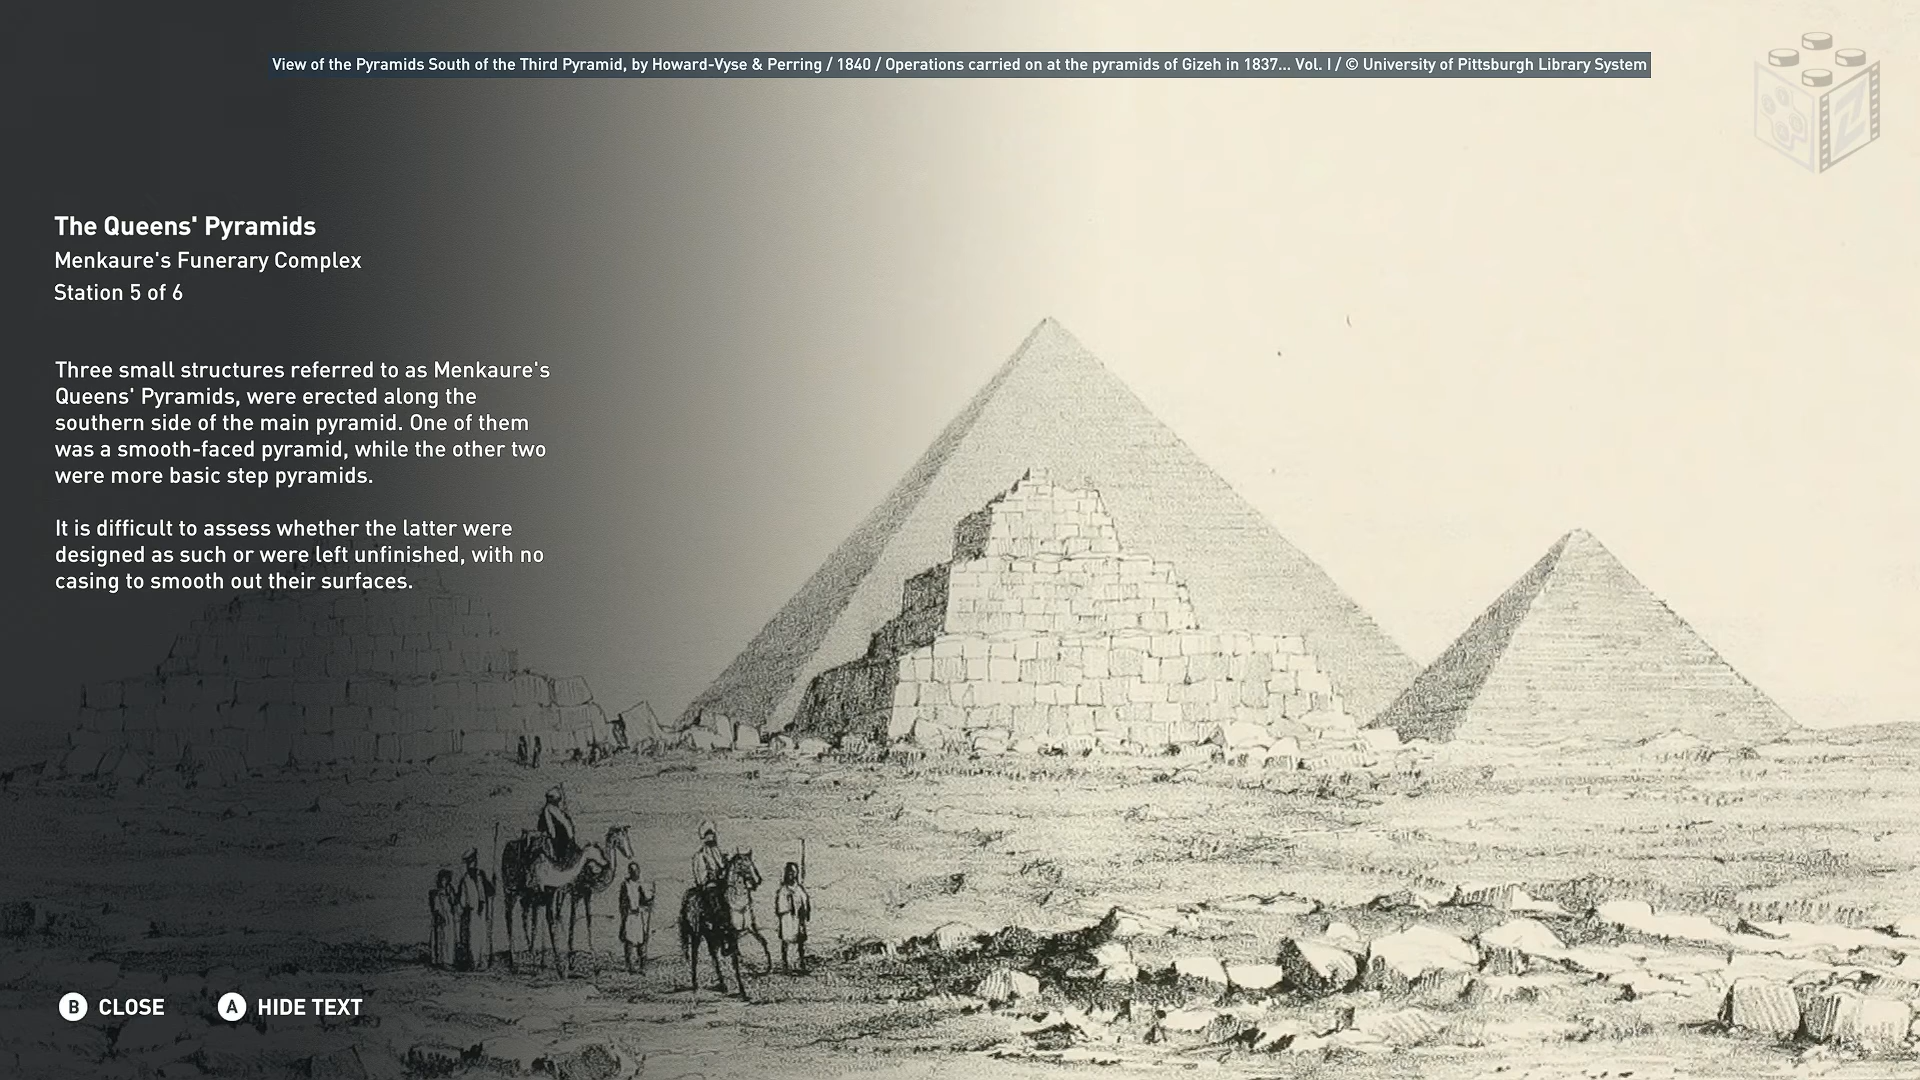 View of the Pyramids South of the Third Pyramid, by Howard-Vyse & Perring / 1840 / Operations carried on at the pyramids of Gizeh in 1837... Vol. I / © University of Pittsburgh Library System
The Queens' Pyramids
Menkaure's Funerary Complex
Station 5 of 6
Three small structures referred to as Menkaure's
Queens' Pyramids, were erected along the
southern side of the main pyramid. One of them
was a smooth-faced pyramid, while the other two
were more basic step pyramids.
It is difficult to assess whether the latter were
designed as such or were left unfinished, with no
casing to smooth out their surfaces.
B CLOSE A HIDE TEXT